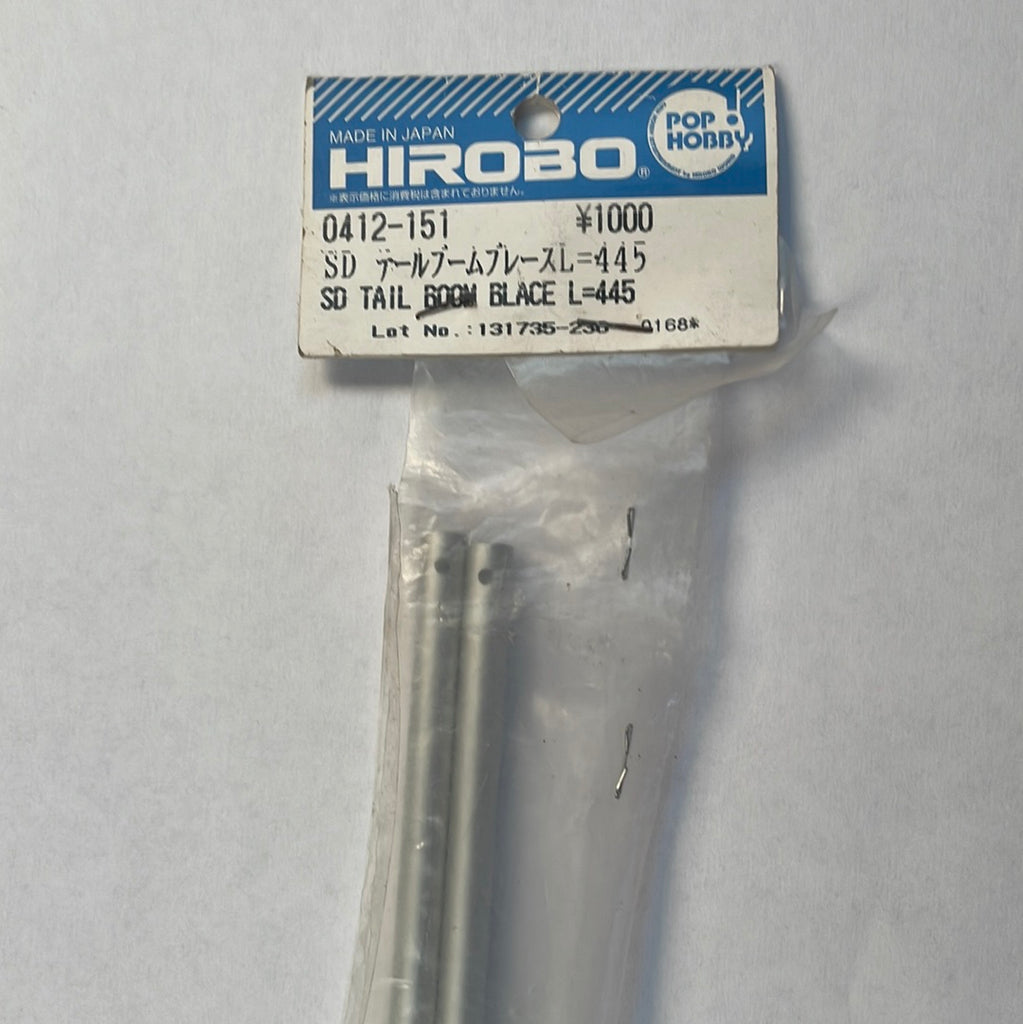 MADE IN JAPAN
HIROBO®
POP!
HOBBY
※表示価格に消費税は含まれておりません。
0412-151 ¥1000
SD テールブームブレースL=445
SD TAIL BOOM BLACE L=445
Lot No.:131735-236 0168*